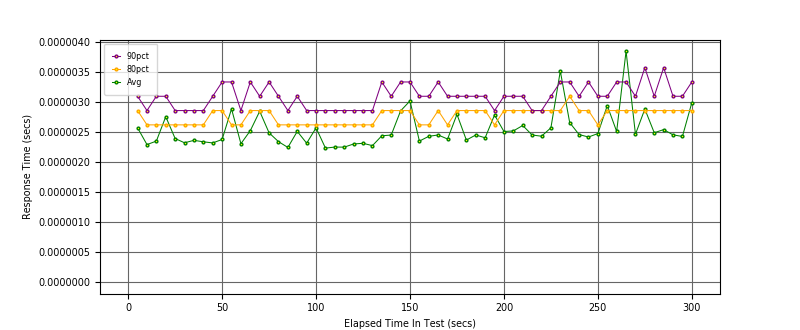 0.0000040
0.0000035
0.0000030
0.0000025
0.0000020
0.0000015
0.0000010
0.0000005
0.0000000
Response Time (secs)
90pct
80pct
Avg
0 50 100 150 200 250 300
Elapsed Time In Test (secs)